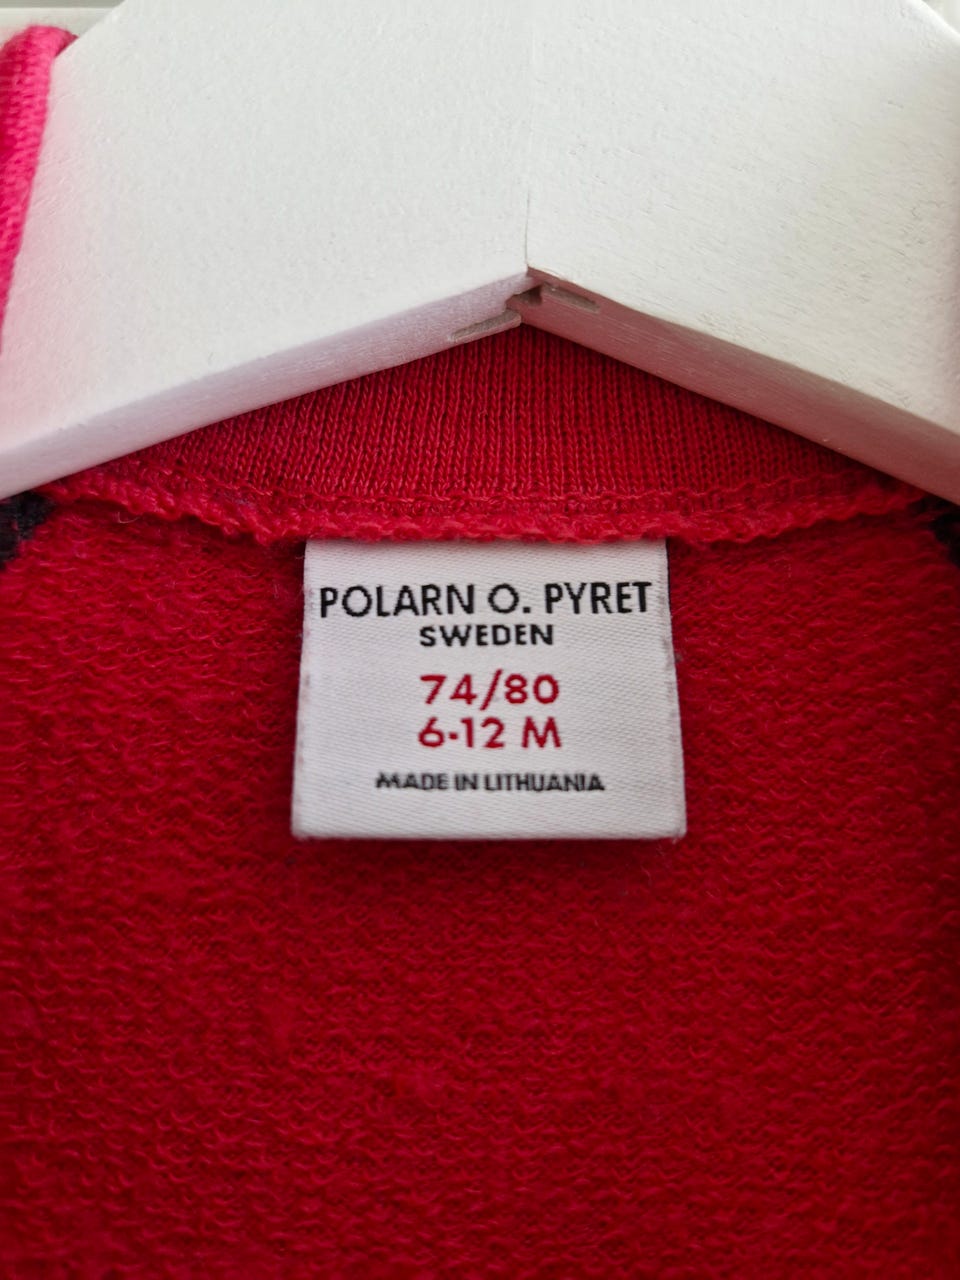 POLARN O. PYRET
SWEDEN
74/80
6-12 M
MADE IN LITHUANIA